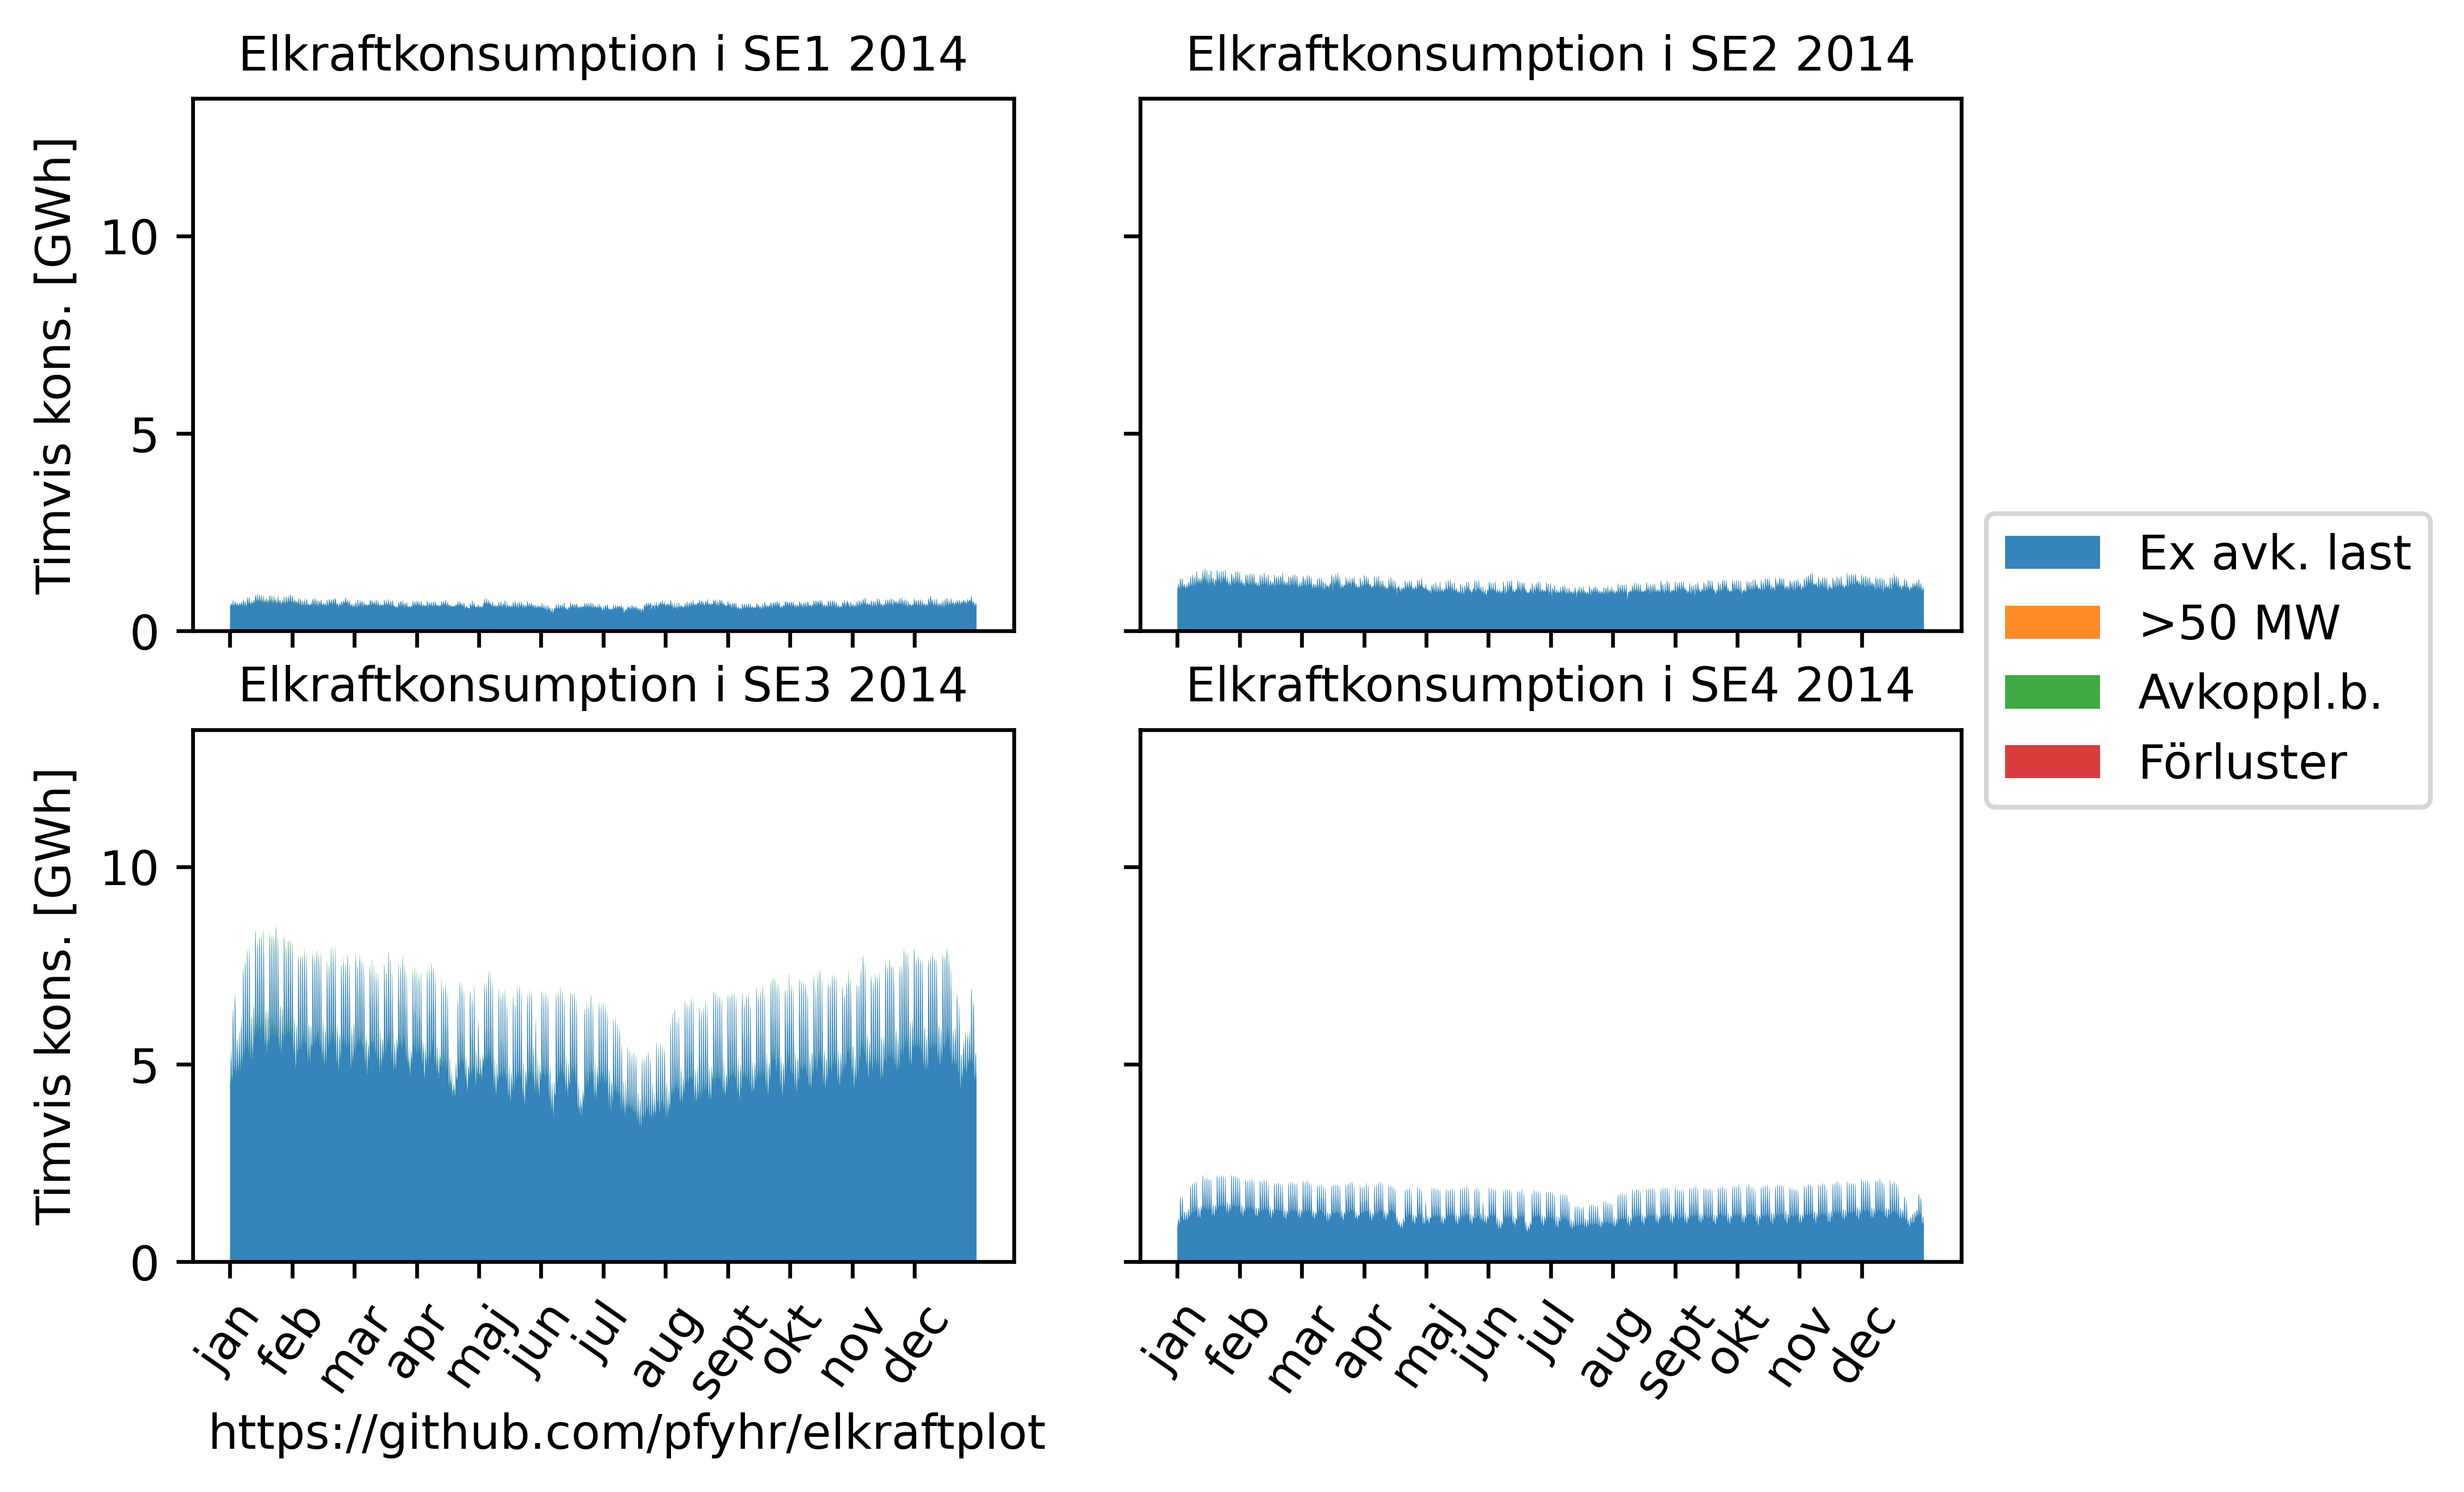 Elkraftkonsumption i SE1 2014
Elkraftkonsumption i SE2 2014
Timvis kons. [GWh]
10
5
0
Ex avk. last
>50 MW
Avkoppl.b.
Förluster
Elkraftkonsumption i SE3 2014
Elkraftkonsumption i SE4 2014
Timvis kons. [GWh]
10
5
0
jan feb mar apr maj jun jul aug sept okt nov dec
jan feb mar apr maj jun jul aug sept okt nov dec
https://github.com/pfyhr/elkraftplot